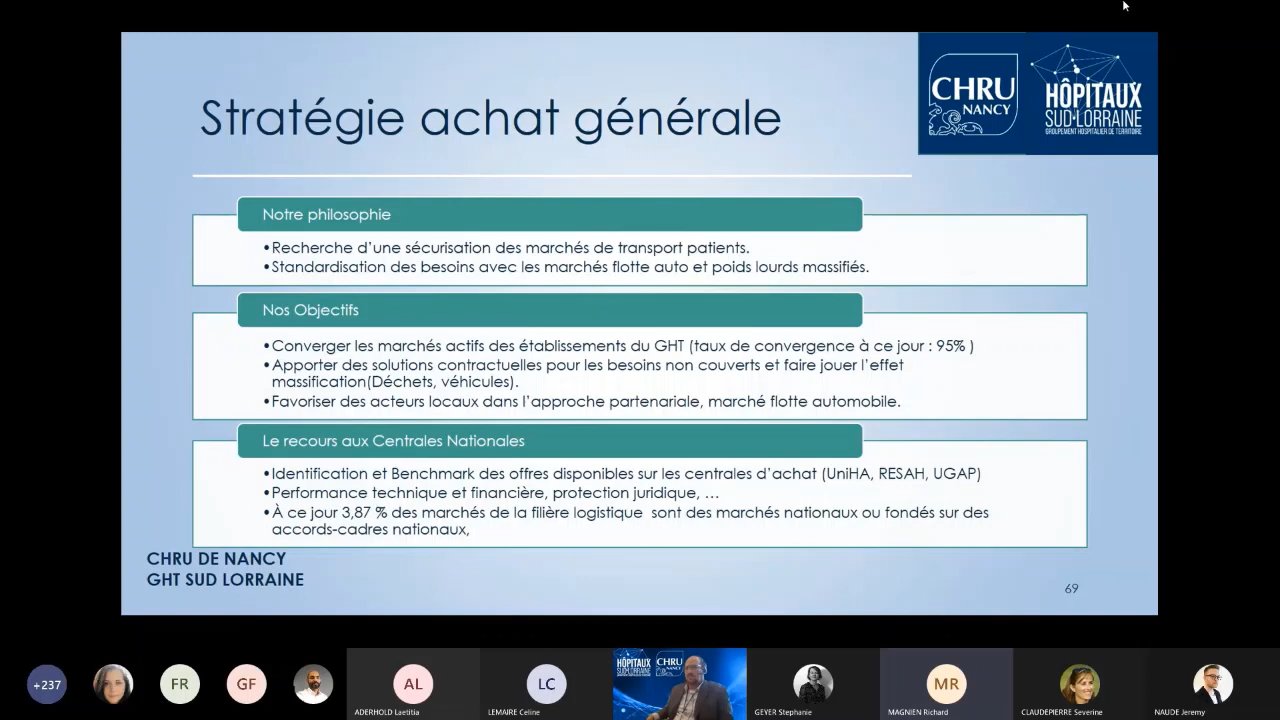 Stratégie achat générale
CHRU
NANCY
HÔPITAUX
SUD-LORRAINE
GROUPEMENT HOSPITALIER DE TERRITOIRE
Notre philosophie
•Recherche d’une sécurisation des marchés de transport patients.
•Standardisation des besoins avec les marchés flotte auto et poids lourds massifiés.
Nos Objectifs
•Converger les marchés actifs des établissements du GHT (taux de convergence à ce jour : 95% )
•Apporter des solutions contractuelles pour les besoins non couverts et faire jouer l’effet
massification(Déchets, véhicules).
•Favoriser des acteurs locaux dans l’approche partenariale, marché flotte automobile.
Le recours aux Centrales Nationales
•Identification et Benchmark des offres disponibles sur les centrales d’achat (UniHA, RESAH, UGAP)
•Performance technique et financière, protection juridique, …
•À ce jour 3,87 % des marchés de la filière logistique sont des marchés nationaux ou fondés sur des
accords-cadres nationaux,
CHRU DE NANCY
GHT SUD LORRAINE
69
+237
FR
GF
AL
ADERHOLD Laetitia
LC
LEMAIRE Celine
HÔPITAUX
SUD-LORRAINE
CHRU
NANCY
GEYER Stephanie
MR
MAGNIEN Richard
CLAUDEPIERRE Severine
NAUDE Jeremy